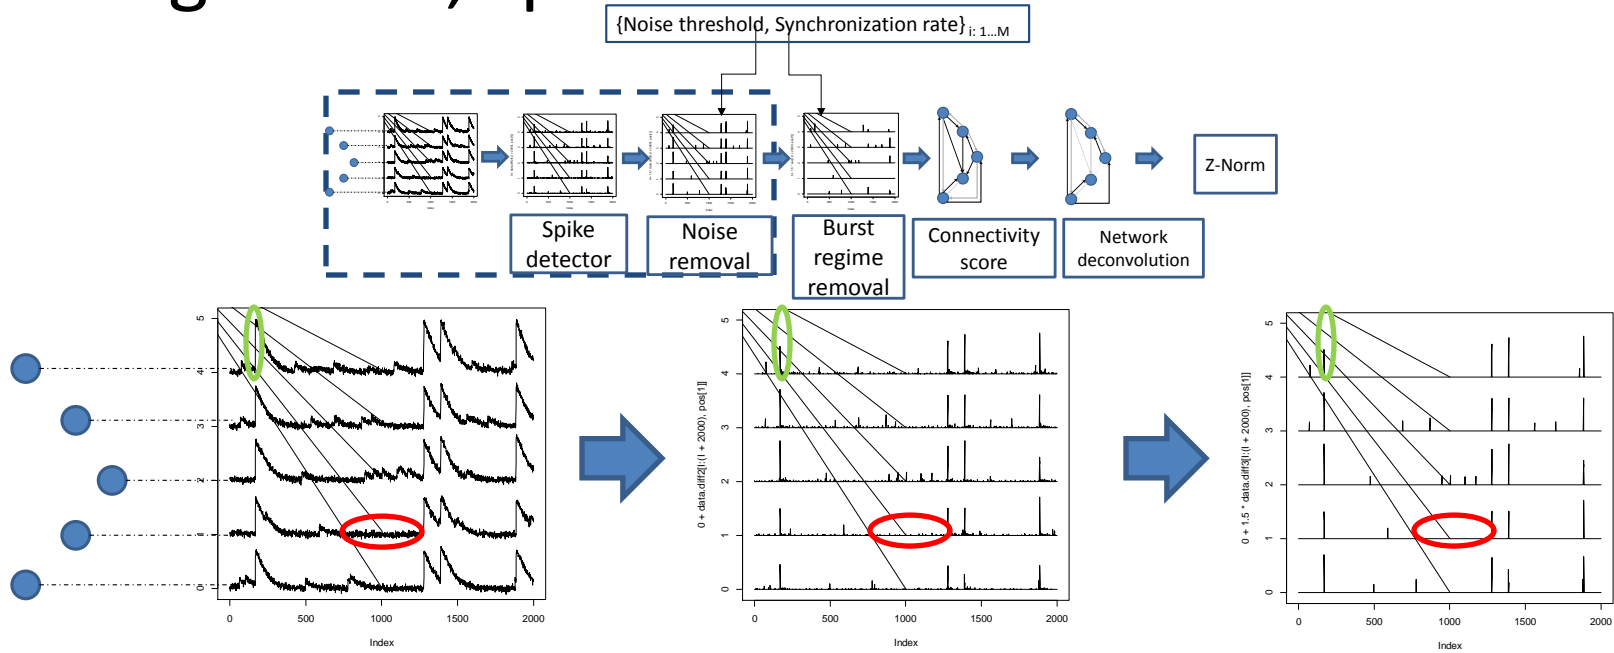 {Noise threshold, Synchronization rate} i: 1...M
Spike
detector
Noise
removal
Burst
regime
removal
Connectivity
score
Network
deconvolution
Z-Norm
5
4
3
2
1
0
0 500 1000 1500 2000
Index
0 + data.diff2[l:(l + 2000), pos[1]]
5
4
3
2
1
0
0 500 1000 1500 2000
Index
0 + 1.5 * data.diff3[l:(l + 2000), pos[1]]
5
4
3
2
1
0
0 500 1000 1500 2000
Index